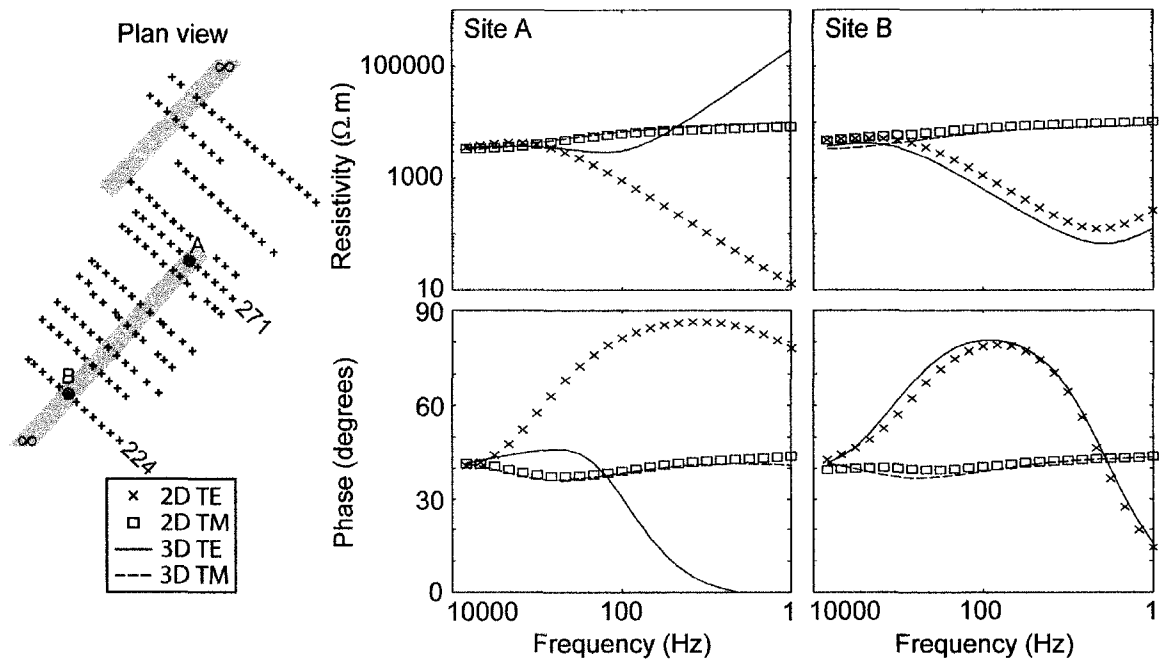 Plan view
∞
A
271
B
∞
224
× 2D TE
□ 2D TM
3D TE
3D TM
Site A
Site B
Resistivity (Ω.m)
100000
1000
10
Phase (degrees)
90
60
30
0
10000 100 1
10000 100 1
Frequency (Hz)
Frequency (Hz)